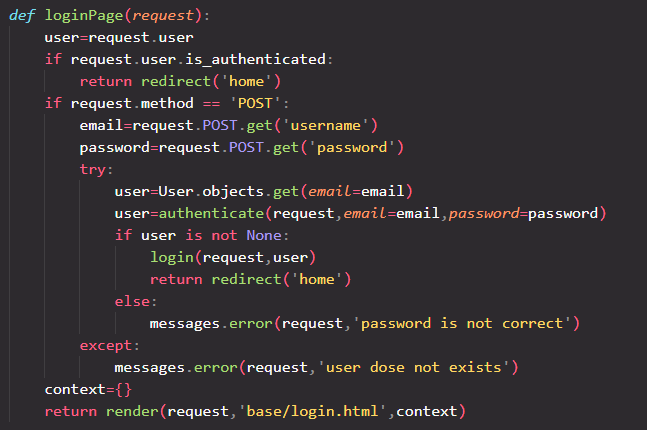 def loginPage(request):
    user=request.user
    if request.user.is_authenticated:
        return redirect('home')
    if request.method == 'POST':
        email=request.POST.get('username')
        password=request.POST.get('password')
        try:
            user=User.objects.get(email=email)
            user=authenticate(request,email=email,password=password)
            if user is not None:
                login(request,user)
                return redirect('home')
            else:
                messages.error(request,'password is not correct')
        except:
            messages.error(request,'user dose not exists')
    context={}
    return render(request,'base/login.html',context)